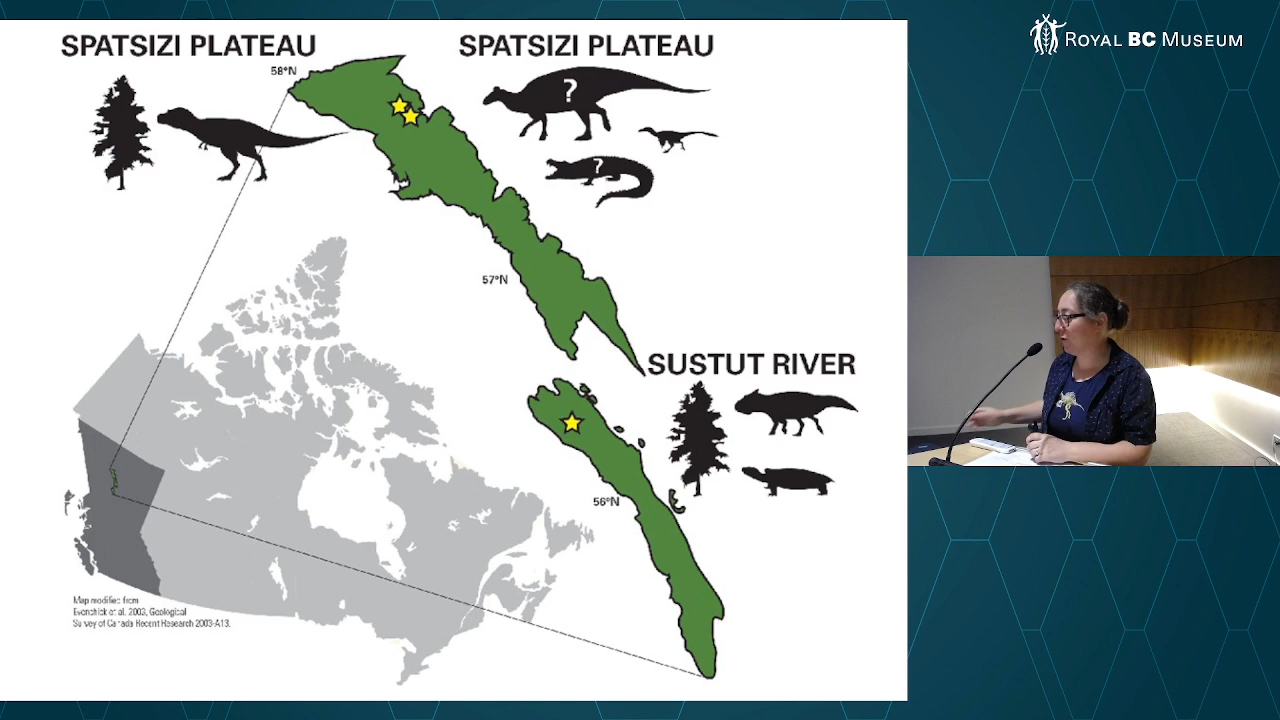 ROYAL BC MUSEUM
SPATSIZI PLATEAU
SPATSIZI PLATEAU
58°N
?
?
57°N
SUSTUT RIVER
56°N
Map modified from
Evenchick et al. 2003, Geological
Survey of Canada Recent Research 2003-A13.